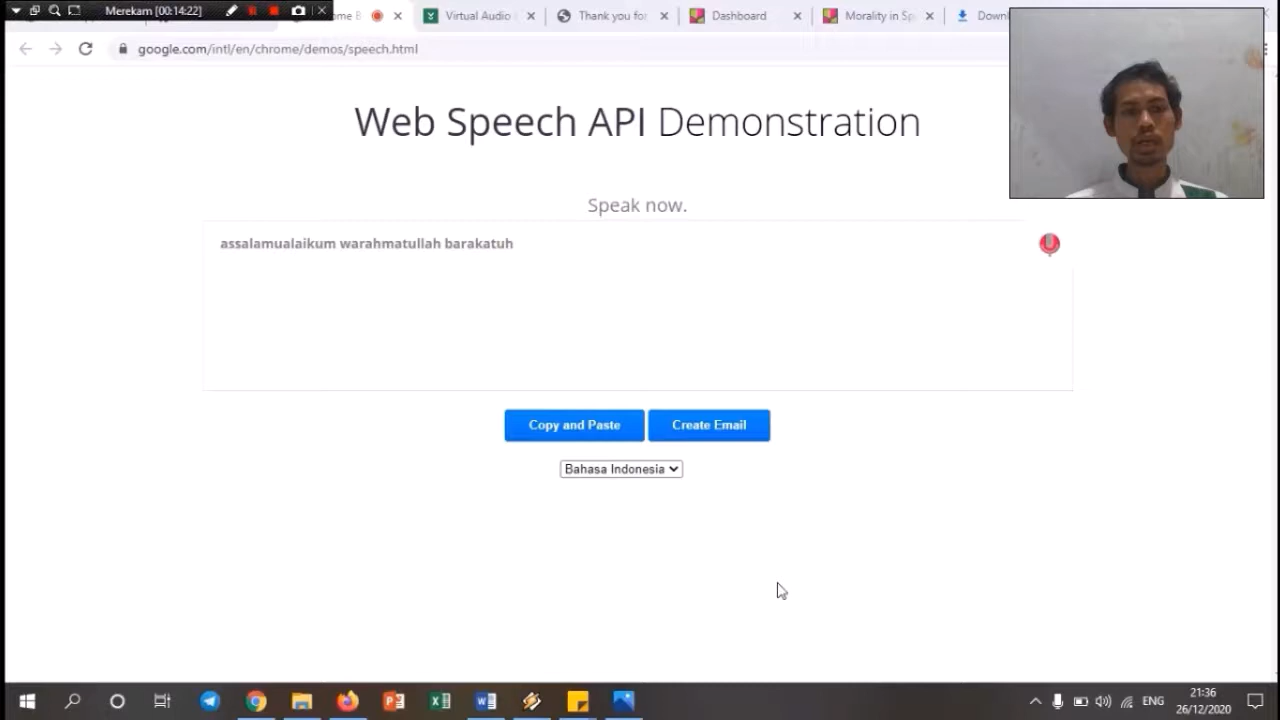 Merekam [00:14:22]
Virtual Audio
Thank you for
Dashboard
Morality in Sp
Downl
google.com/intl/en/chrome/demos/speech.html
Web Speech API Demonstration
Speak now.
assalamualaikum warahmatullah barakatuh
Copy and Paste
Create Email
Bahasa Indonesia
ENG
21:36
26/12/2020